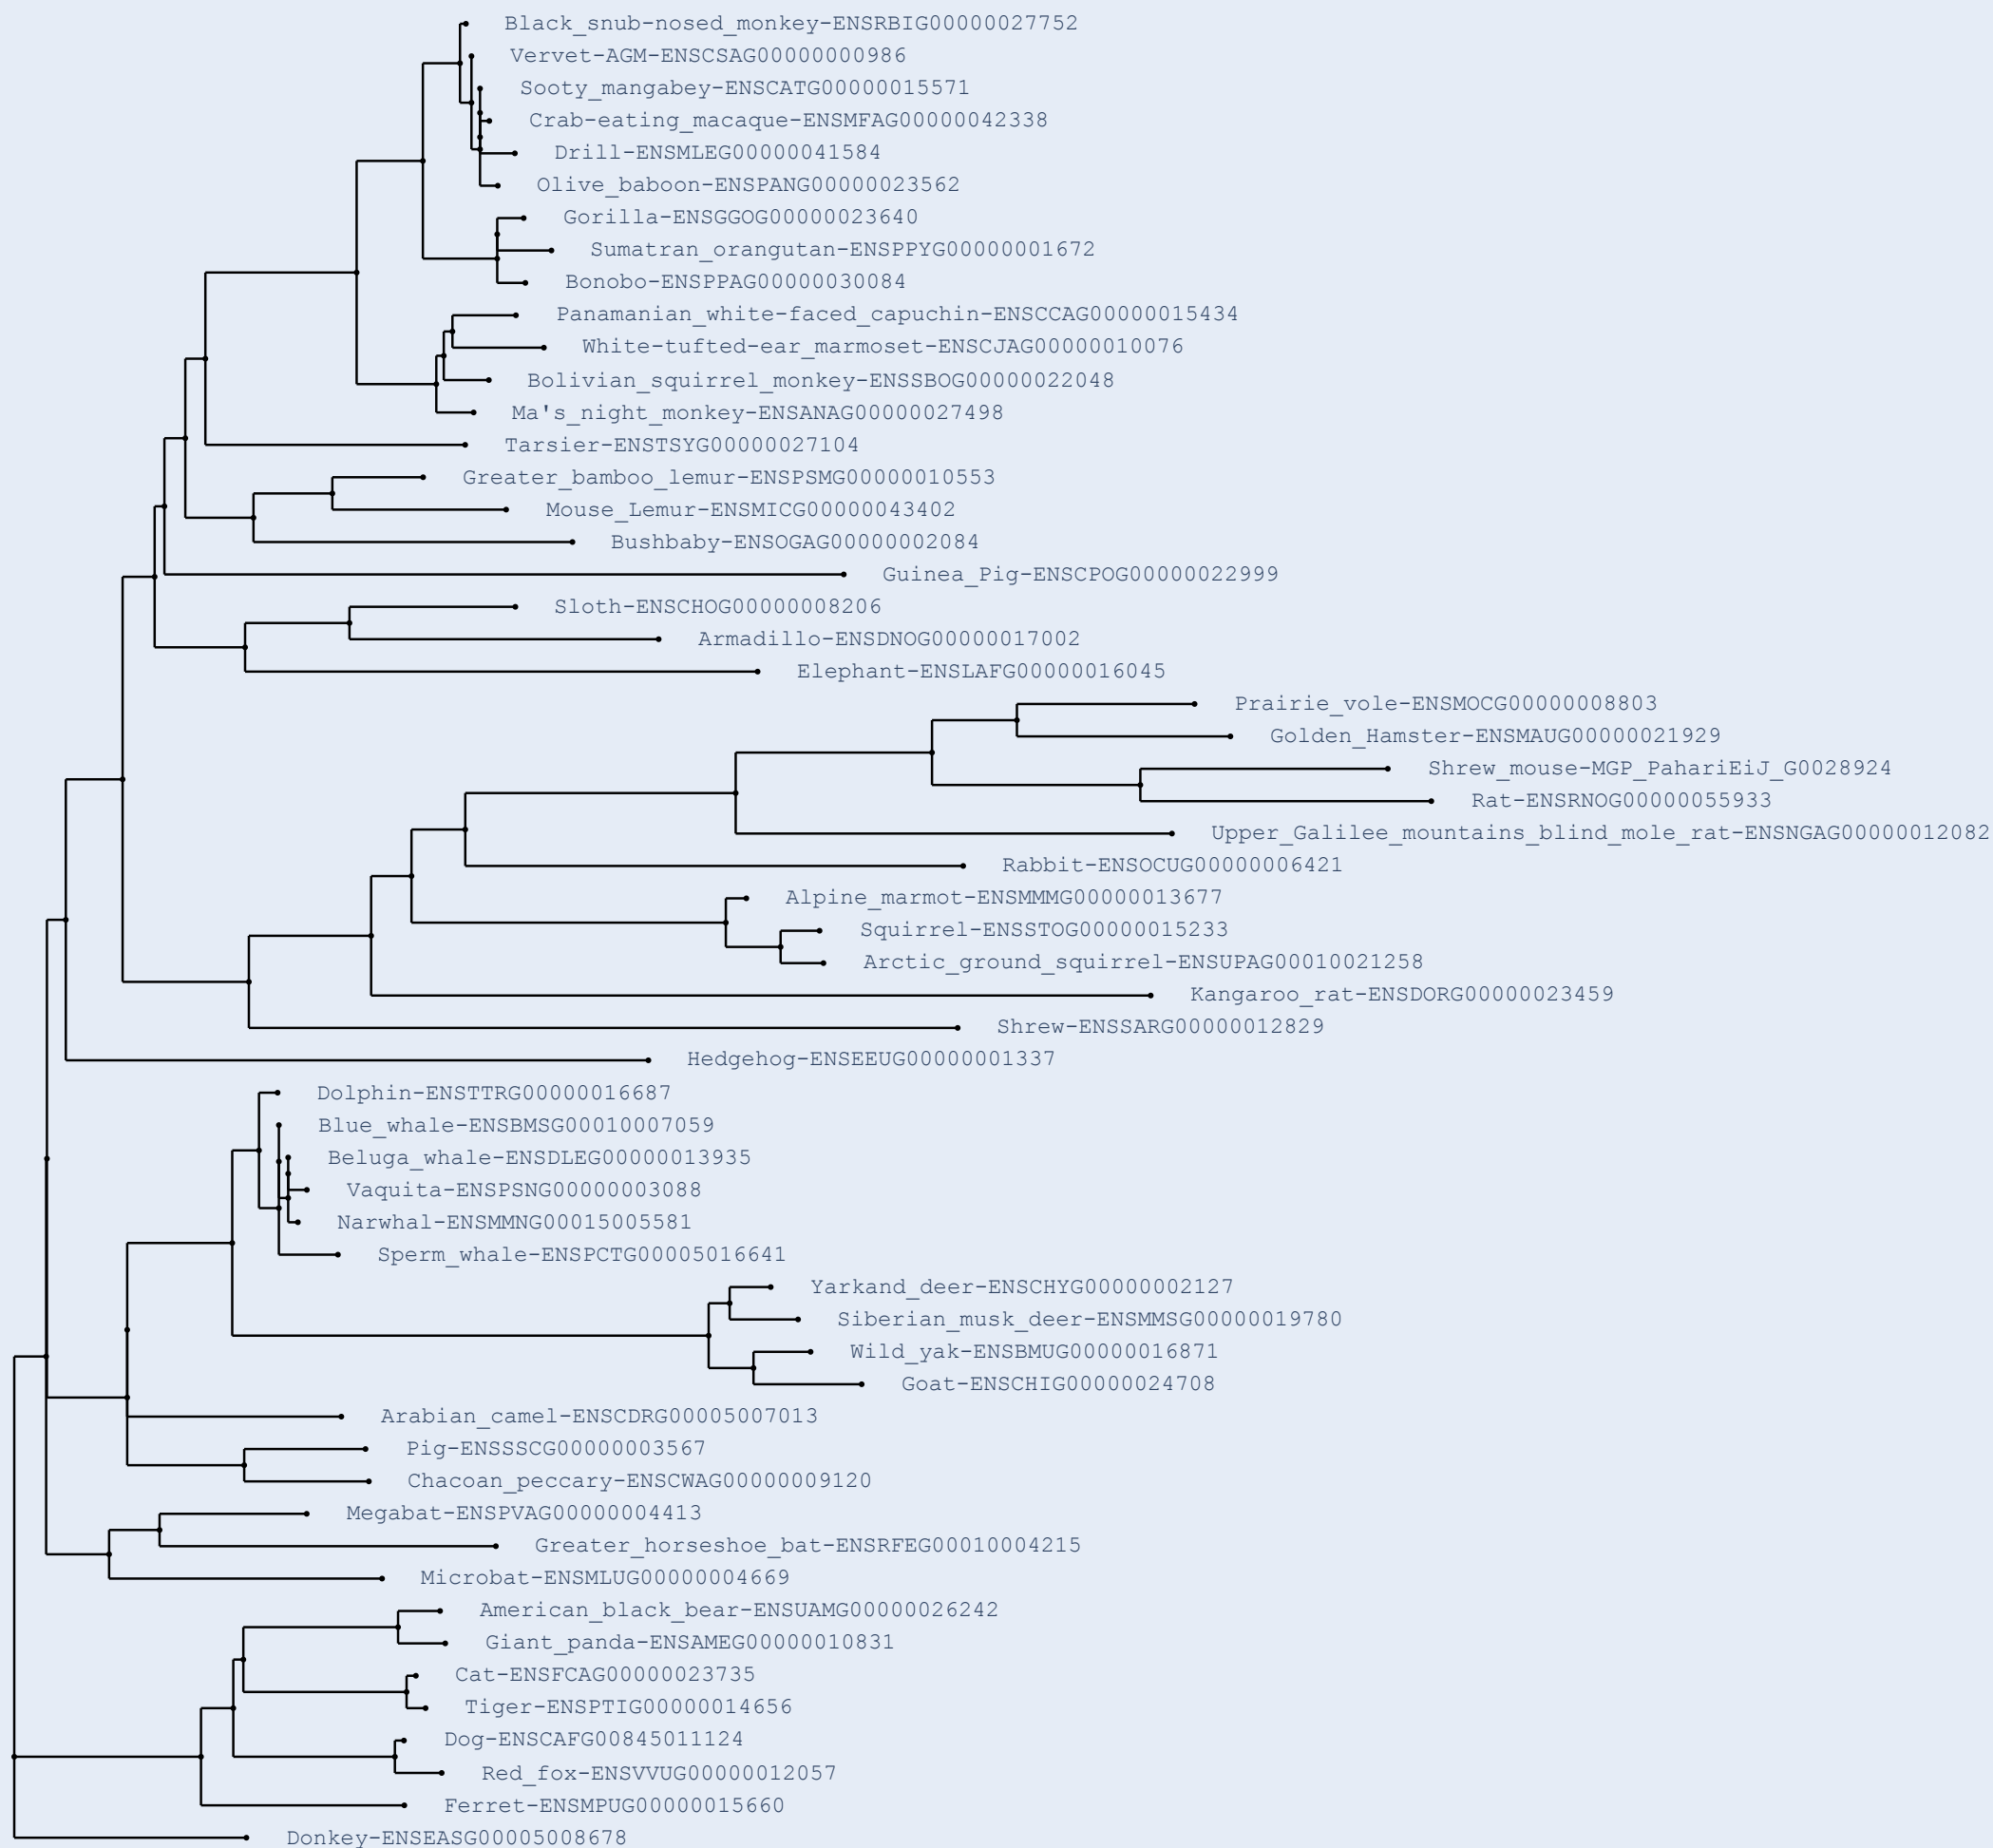 Black_snub-nosed_monkey-ENSRBIG00000027752
Vervet-AGM-ENSCSAG00000000986
Sooty_mangabey-ENSCATG00000015571
Crab-eating_macaque-ENSMFAG00000042338
Drill-ENSMLEG00000041584
Olive_baboon-ENSPANG00000023562
Gorilla-ENSGGOG00000023640
Sumatran_orangutan-ENSPPYG00000001672
Bonobo-ENSPPAG00000030084
Panamanian_white-faced_capuchin-ENSCCAG00000015434
White-tufted-ear_marmoset-ENSCJAG00000010076
Bolivian_squirrel_monkey-ENSSBOG00000022048
Ma's_night_monkey-ENSANAG00000027498
Tarsier-ENSTSYG00000027104
Greater_bamboo_lemur-ENSPSMG00000010553
Mouse_Lemur-ENSMICG00000043402
Bushbaby-ENSOGAG00000002084
Guinea_Pig-ENSCPOG00000022999
Sloth-ENSCHOG00000008206
Armadillo-ENSDNOG00000017002
Elephant-ENSLAFG00000016045
Prairie_vole-ENSMOCG00000008803
Golden_Hamster-ENSMAUG00000021929
Shrew_mouse-MGP_PahariEiJ_G0028924
Rat-ENSRNOG00000055933
Upper_Galilee_mountains_blind_mole_rat-ENSNGAG00000012082
Rabbit-ENSOCUG00000006421
Alpine_marmot-ENSMMMG00000013677
Squirrel-ENSSTOG00000015233
Arctic_ground_squirrel-ENSUPAG00010021258
Kangaroo_rat-ENSDORG00000023459
Shrew-ENSSARG00000012829
Hedgehog-ENSEEUG00000001337
Dolphin-ENSTTRG00000016687
Blue_whale-ENSBMSG00010007059
Beluga_whale-ENSDLEG00000013935
Vaquita-ENSPSNG00000003088
Narwhal-ENSMMNG00015005581
Sperm_whale-ENSPCTG00005016641
Yarkand_deer-ENSCHYG00000002127
Siberian_musk_deer-ENSMMSG00000019780
Wild_yak-ENSBMUG00000016871
Goat-ENSCHIG00000024708
Arabian_camel-ENSCDRG00005007013
Pig-ENSSSCG00000003567
Chacoan_peccary-ENSCWAG00000009120
Megabat-ENSPVAG00000004413
Greater_horseshoe_bat-ENSRFEG00010004215
Microbat-ENSMLUG00000004669
American_black_bear-ENSUAMG00000026242
Giant_panda-ENSAMEG00000010831
Cat-ENSFCAG00000023735
Tiger-ENSPTIG00000014656
Dog-ENSCAFG00845011124
Red_fox-ENSVVUG00000012057
Ferret-ENSMPUG00000015660
Donkey-ENSEASG00005008678